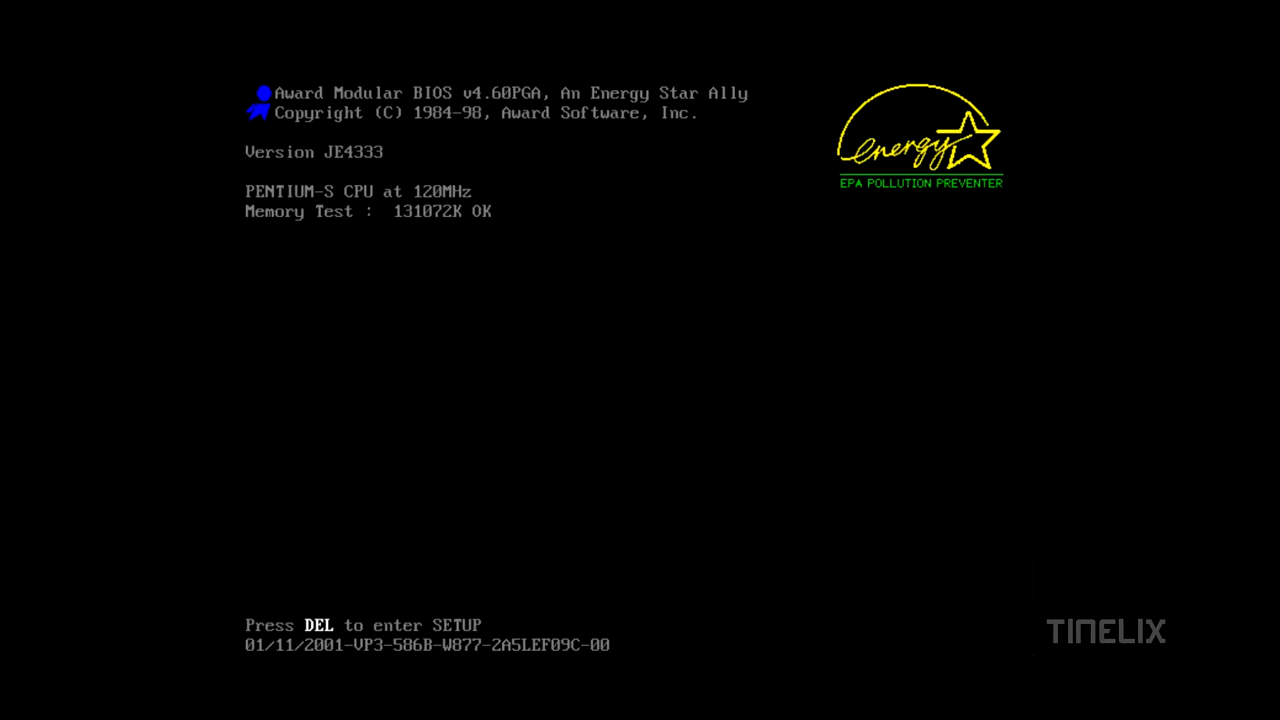 Award Modular BIOS v4.60PGA, An Energy Star Ally
Copyright (C) 1984-98, Award Software, Inc.
energy
EPA POLLUTION PREVENTER
Version JE4333
PENTIUM-S CPU at 120MHz
Memory Test :  131072K OK
Press DEL to enter SETUP
01/11/2001-VP3-586B-W877-2A5LEF09C-00
TINELIX